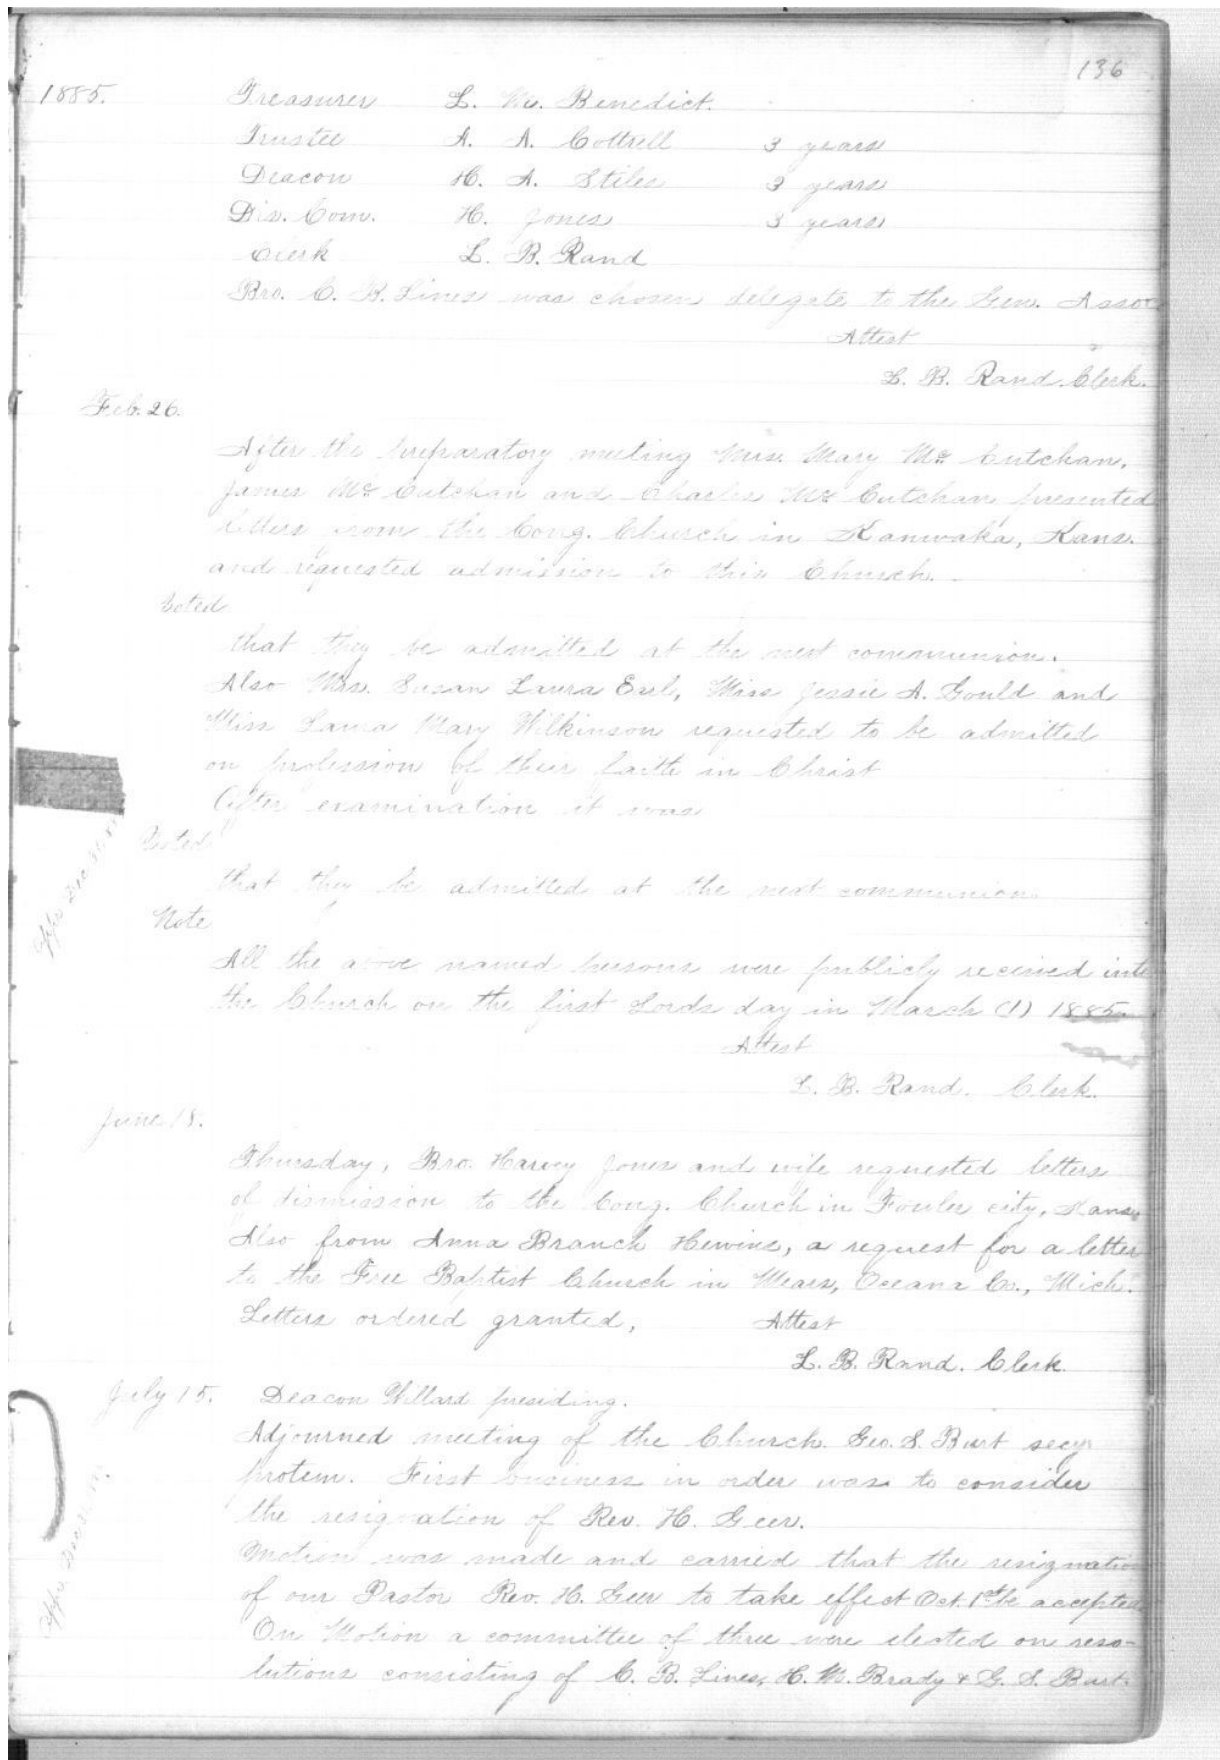 136
1885. Treasurer L. W. Benedict.
Trustee A. A. Cottrell 3 years
Deacon H. A. Stiles 3 years
Dis. Com. H. Jones 3 years
Clerk L. B. Rand
Bro. C. B. Lines was chosen delegate to the Gen. Asso
Attest
L. B. Rand Clerk.
Feb. 26.
After the preparatory meeting Mrs. Mary Mc Cutchan,
James Mc Cutchan and Charles Mc Cutchan presented
letters from the Cong. Church in Kanwaka, Kans.
and requested admission to this Church.
Voted
that they be admitted at the next communion.
Also Mrs. Susan Laura Earl, Miss Jessie A. Gould and
Miss Laura Mary Wilkinson requested to be admitted
on profession of their faith in Christ
After examination it was
Voted
that they be admitted at the next communion.
Note
All the above named persons were publicly received into
the Church on the first Lords day in March (1) 1885.
Attest
L. B. Rand. Clerk.
June 18.
Thursday, Bro. Harvey Jones and wife requested letters
of dismission to the Cong. Church in Fowler city, Kans.
Also from Anna Branch Hewins, a request for a letter
to the Free Baptist Church in Mears, Oceana Co., Mich.
Letters ordered granted, Attest
L. B. Rand. Clerk.
July 15. Deacon Willard presiding.
Adjourned meeting of the Church. Geo. S. Burt secy
protem. First business in order was to consider
the resignation of Rev. H. Geer.
Motion was made and carried that the resignation
of our Pastor Rev. H. Geer to take effect Oct. 1st be accepted
On Motion a committee of three were elected on reso-
lutions consisting of C. B. Lines, H. M. Brady & G. S. Burt.